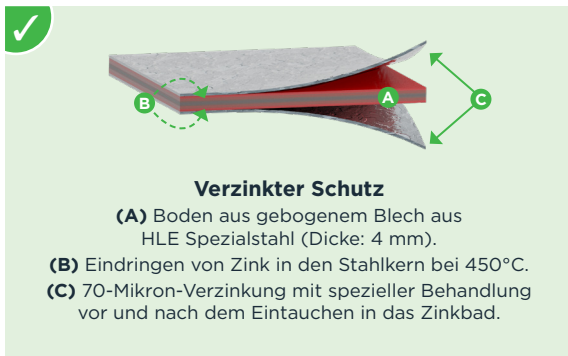 B
A
C
Verzinkter Schutz
(A) Boden aus gebogenem Blech aus
HLE Spezialstahl (Dicke: 4 mm).
(B) Eindringen von Zink in den Stahlkern bei 450°C.
(C) 70-Mikron-Verzinkung mit spezieller Behandlung
vor und nach dem Eintauchen in das Zinkbad.